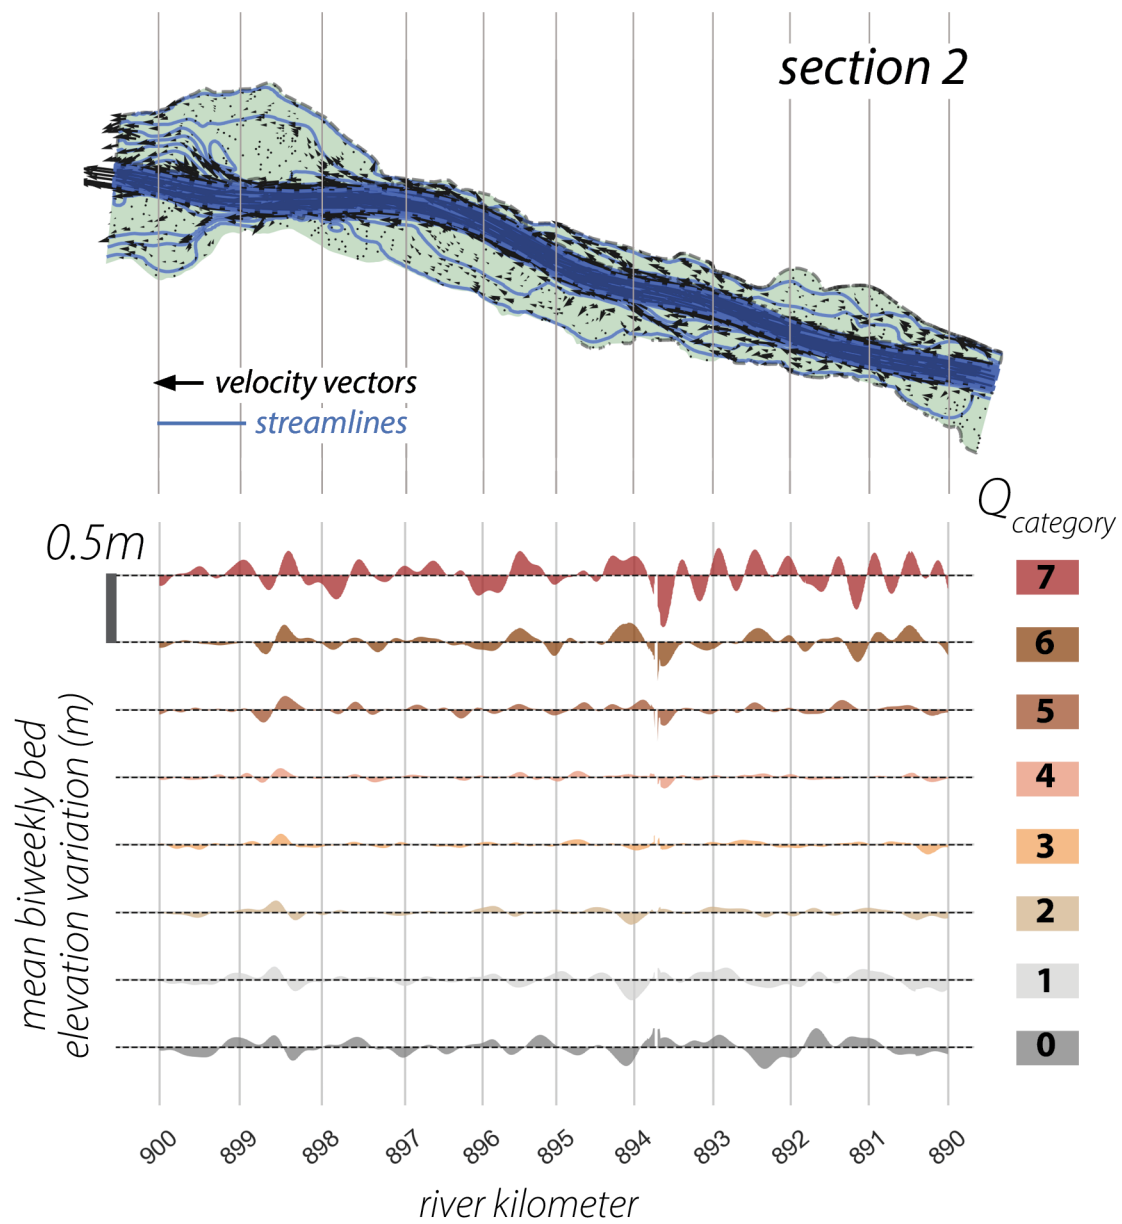 section 2
velocity vectors
streamlines
Q category
0.5m
7
6
5
4
3
2
1
0
mean biweekly bed
elevation variation (m)
900 899 898 897 896 895 894 893 892 891 890
river kilometer